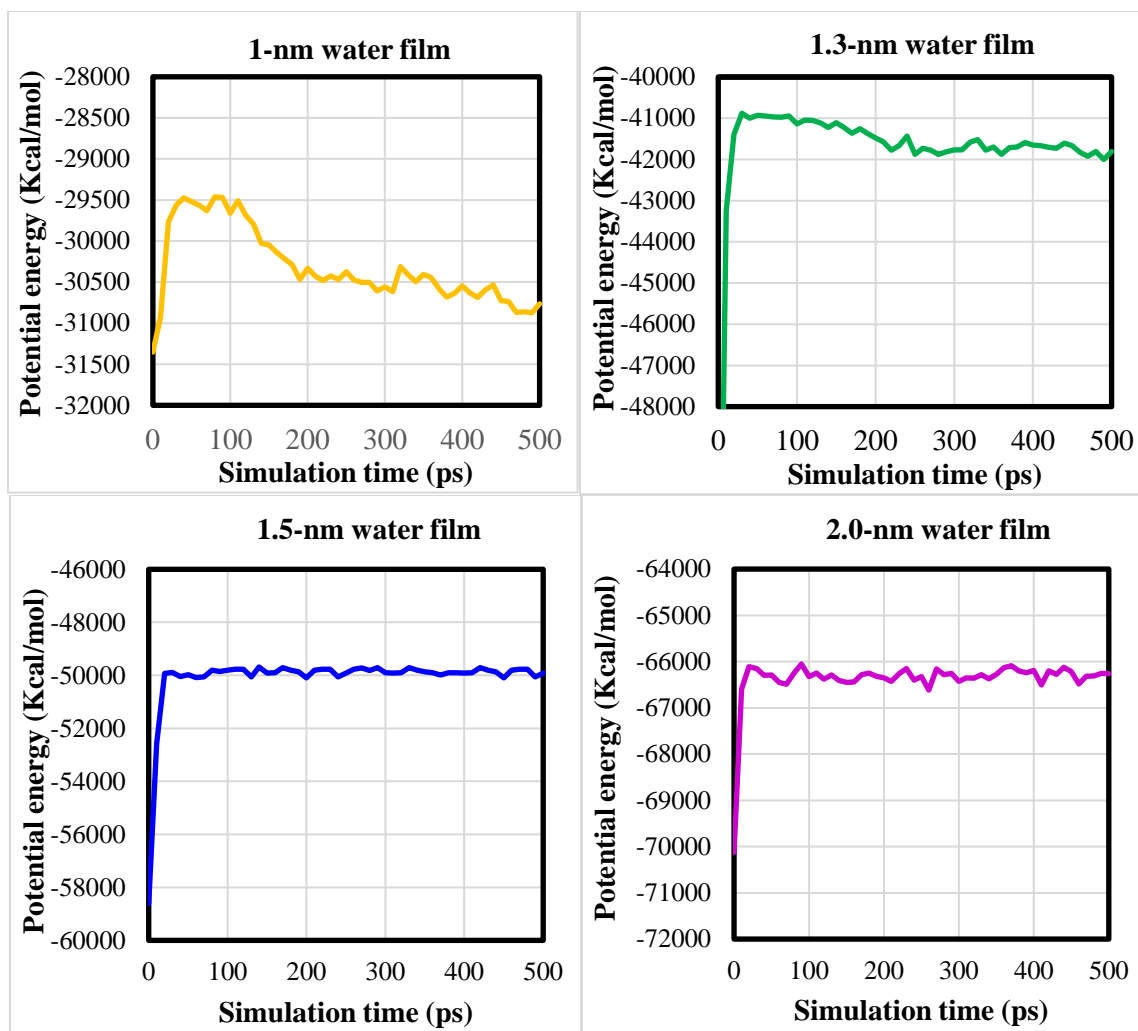 1-nm water film
Potential energy (Kcal/mol)
-28000
-28500
-29000
-29500
-30000
-30500
-31000
-31500
-32000
0 100 200 300 400 500
Simulation time (ps)
1.3-nm water film
Potential energy (Kcal/mol)
-40000
-41000
-42000
-43000
-44000
-45000
-46000
-47000
-48000
0 100 200 300 400 500
Simulation time (ps)
1.5-nm water film
Potential energy (Kcal/mol)
-46000
-48000
-50000
-52000
-54000
-56000
-58000
-60000
0 100 200 300 400 500
Simulation time (ps)
2.0-nm water film
Potential energy (Kcal/mol)
-64000
-65000
-66000
-67000
-68000
-69000
-70000
-71000
-72000
0 100 200 300 400 500
Simulation time (ps)